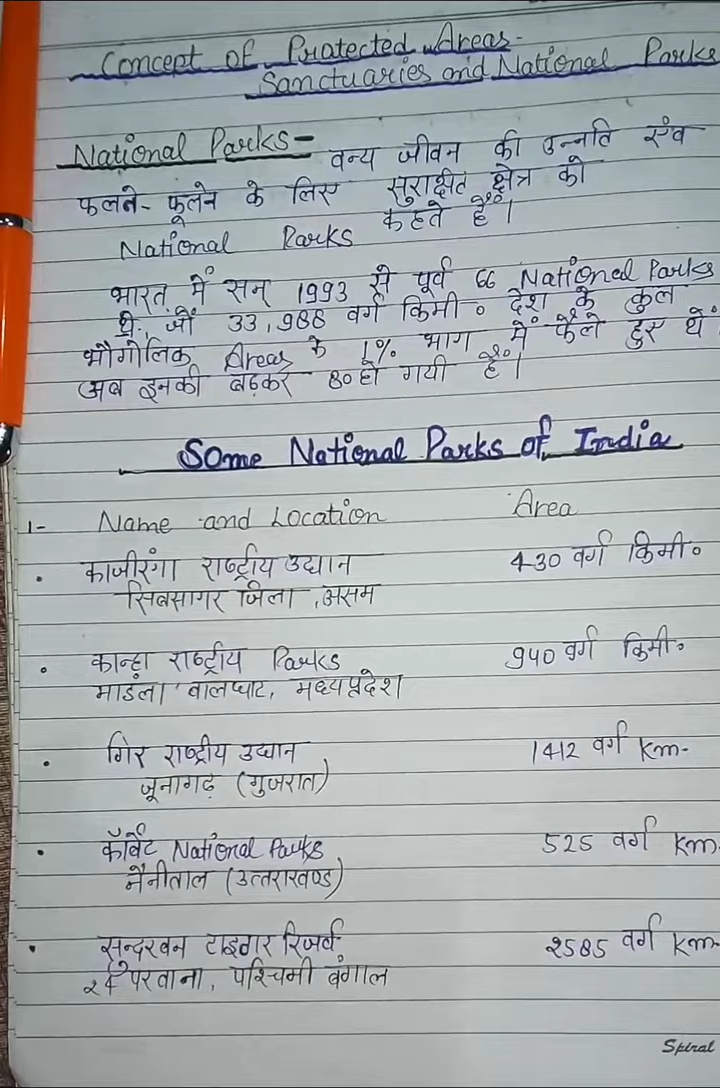 Concept of Protected Areas-
Sanctuaries and National Parks
National Parks- वन्य जीवन की उन्नति एंव
फलने-फूलने के लिए सुराक्षित क्षेत्र को
National Parks कहते हैं।
भारत में सन् 1993 से पूर्व 66 National Parks
थे, जो 33,988 वर्ग किमी० देश के कुल
भौगोलिक Areas के 1% भाग में फैले हुए थे
अब इनकी बढ़कर 80 हो गयी है।
Some National Parks of India
1- Name and Location Area
• काजीरंगा राष्ट्रीय उद्यान 430 वर्ग किमी०
सिबसागर जिला, असम
• कान्हा राष्ट्रीय Parks 940 वर्ग किमी०
माडंला बालघाट, मध्यप्रदेश
• गिर राष्ट्रीय उद्यान 1412 वर्ग Km-
जूनागढ़ (गुजरात)
• कॉर्बेट National Parks 525 वर्ग Km-
नैनीताल (उत्तराखण्ड)
• सुन्दरवन टाइगर रिजर्व 2585 वर्ग Km-
24 परवाना, पश्चिमी बंगाल
Spiral